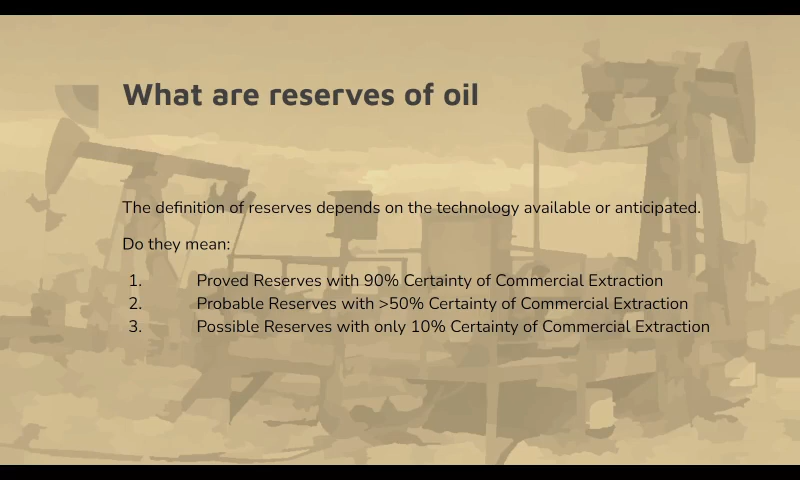 What are reserves of oil
The definition of reserves depends on the technology available or anticipated.
Do they mean:
1. Proved Reserves with 90% Certainty of Commercial Extraction
2. Probable Reserves with >50% Certainty of Commercial Extraction
3. Possible Reserves with only 10% Certainty of Commercial Extraction